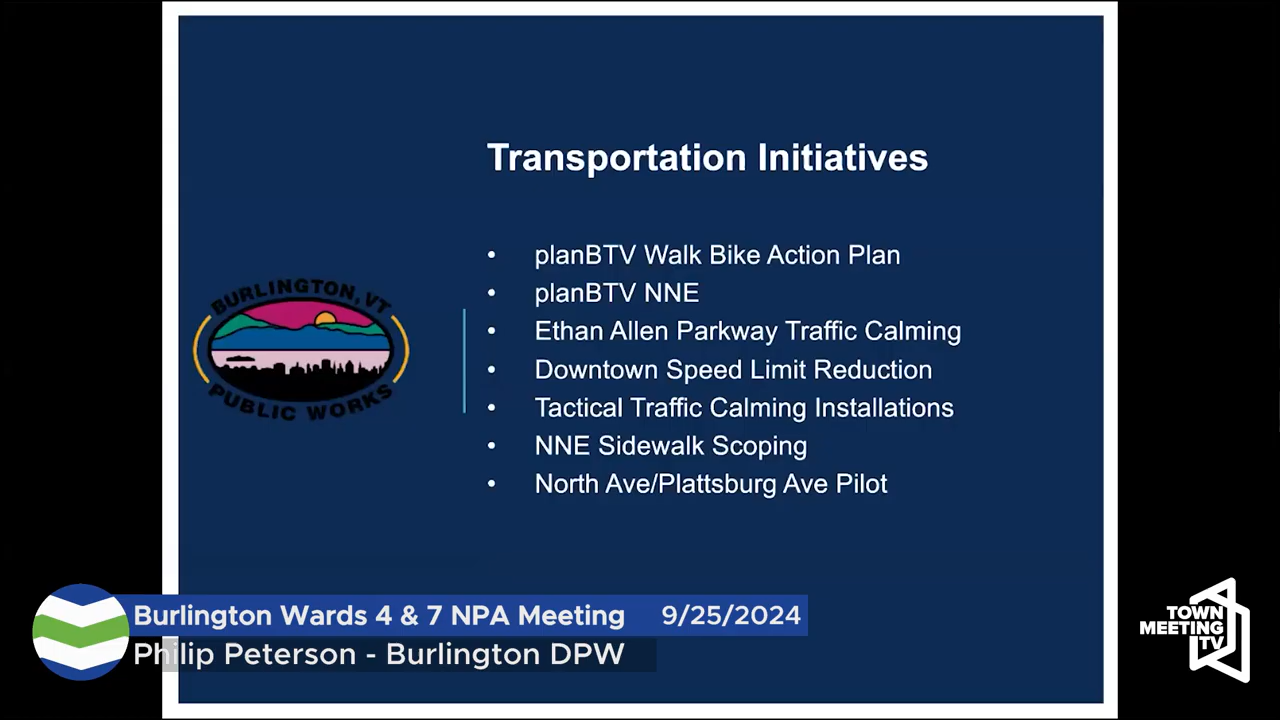 Transportation Initiatives
• planBTV Walk Bike Action Plan
• planBTV NNE
• Ethan Allen Parkway Traffic Calming
• Downtown Speed Limit Reduction
• Tactical Traffic Calming Installations
• NNE Sidewalk Scoping
• North Ave/Plattsburg Ave Pilot
BURLINGTON, VT
PUBLIC WORKS
Burlington Wards 4 & 7 NPA Meeting 9/25/2024
Philip Peterson - Burlington DPW
TOWN
MEETING
TV